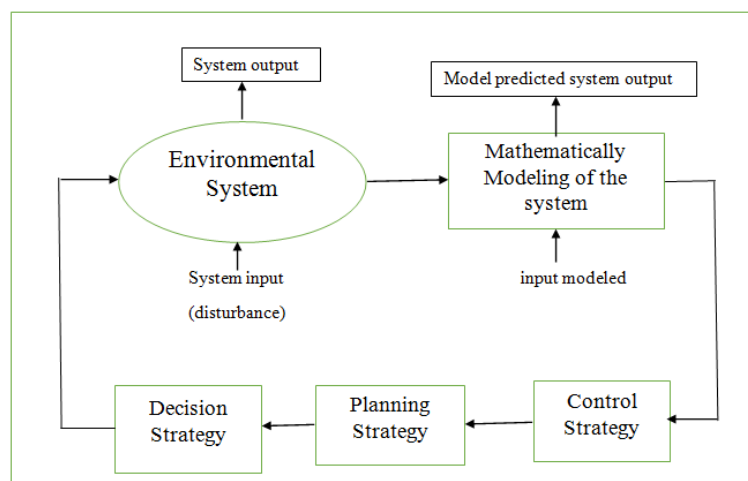 System output
Model predicted system output
Environmental
System
Mathematically
Modeling of the
system
System input
(disturbance)
input modeled
Decision
Strategy
Planning
Strategy
Control
Strategy